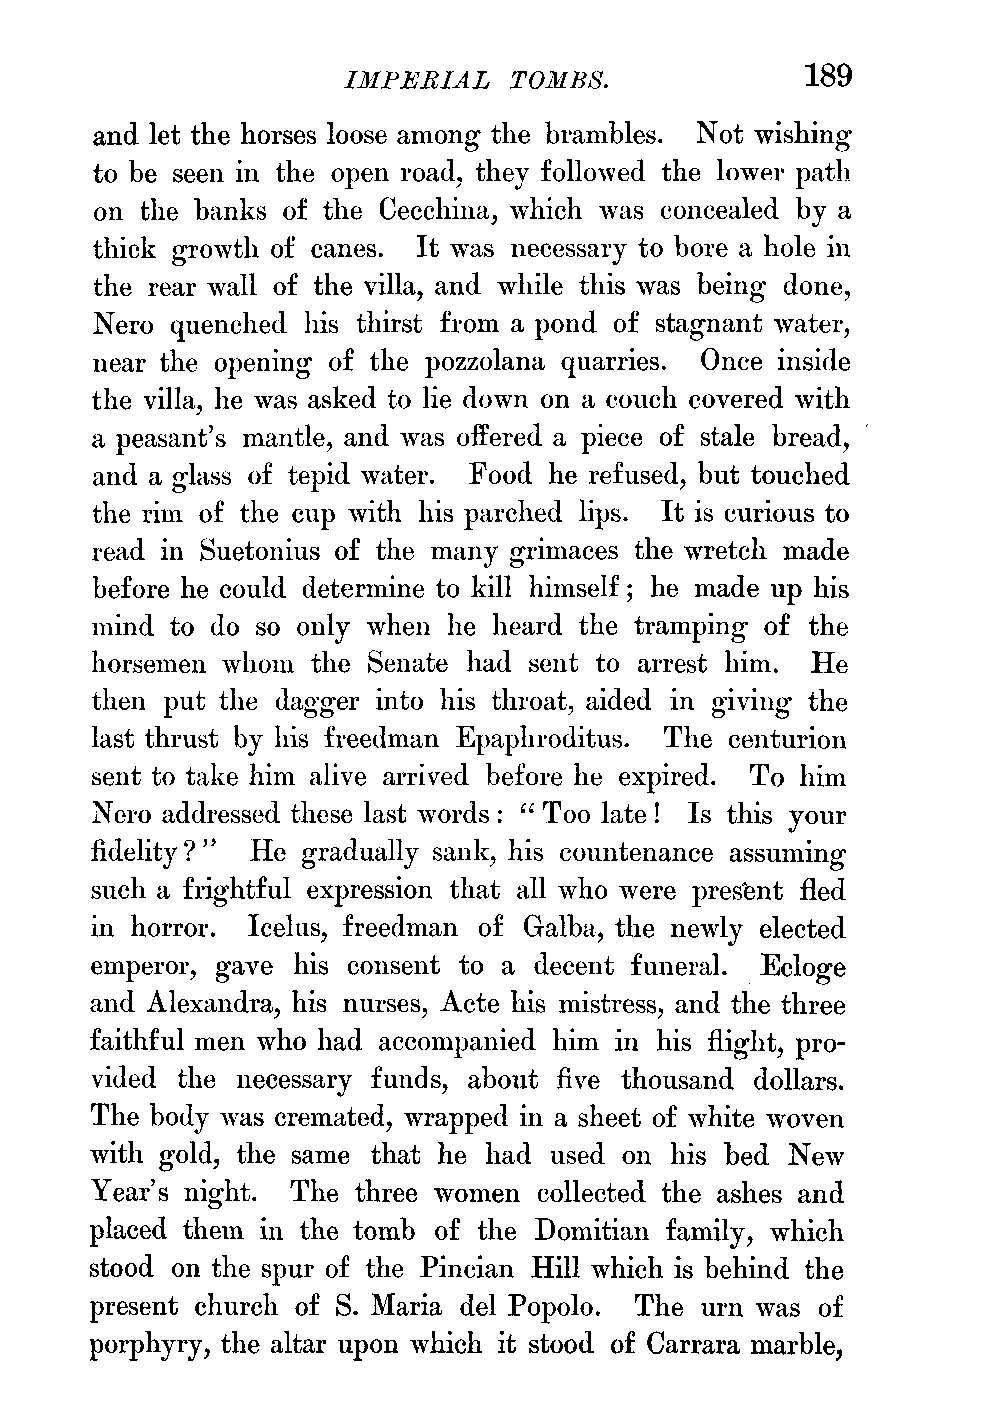 IMPERIAL TOMBS. 189
and let the horses loose among the brambles. Not wishing
to be seen in the open road, they followed the lower path
on the banks of the Cecchina, which was concealed by a
thick growth of canes. It was necessary to bore a hole in
the rear wall of the villa, and while this was being done,
Nero quenched his thirst from a pond of stagnant water,
near the opening of the pozzolana quarries. Once inside
the villa, he was asked to lie down on a couch covered with
a peasant's mantle, and was offered a piece of stale bread,
and a glass of tepid water. Food he refused, but touched
the rim of the cup with his parched lips. It is curious to
read in Suetonius of the many grimaces the wretch made
before he could determine to kill himself; he made up his
mind to do so only when he heard the tramping of the
horsemen whom the Senate had sent to arrest him. He
then put the dagger into his throat, aided in giving the
last thrust by his freedman Epaphroditus. The centurion
sent to take him alive arrived before he expired. To him
Nero addressed these last words: "Too late! Is this your
fidelity?" He gradually sank, his countenance assuming
such a frightful expression that all who were present fled
in horror. Icelus, freedman of Galba, the newly elected
emperor, gave his consent to a decent funeral. Ecloge
and Alexandra, his nurses, Acte his mistress, and the three
faithful men who had accompanied him in his flight, pro-
vided the necessary funds, about five thousand dollars.
The body was cremated, wrapped in a sheet of white woven
with gold, the same that he had used on his bed New
Year's night. The three women collected the ashes and
placed them in the tomb of the Domitian family, which
stood on the spur of the Pincian Hill which is behind the
present church of S. Maria del Popolo. The urn was of
porphyry, the altar upon which it stood of Carrara marble,